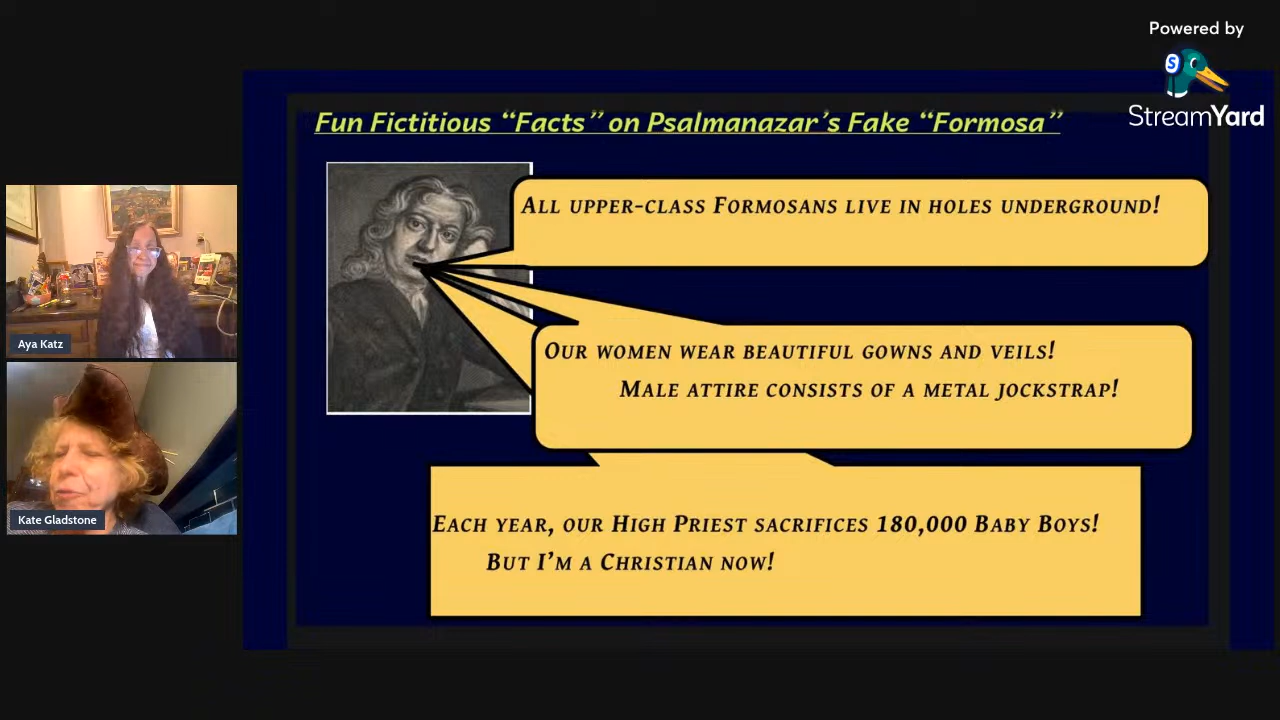 Powered by
S
StreamYard
Fun Fictitious “Facts” on Psalmanazar’s Fake “Formosa”
All upper-class Formosans live in holes underground!
Our women wear beautiful gowns and veils!
Male attire consists of a metal jockstrap!
Each year, our High Priest sacrifices 180,000 Baby Boys!
But I’m a Christian now!
Aya Katz
Kate Gladstone